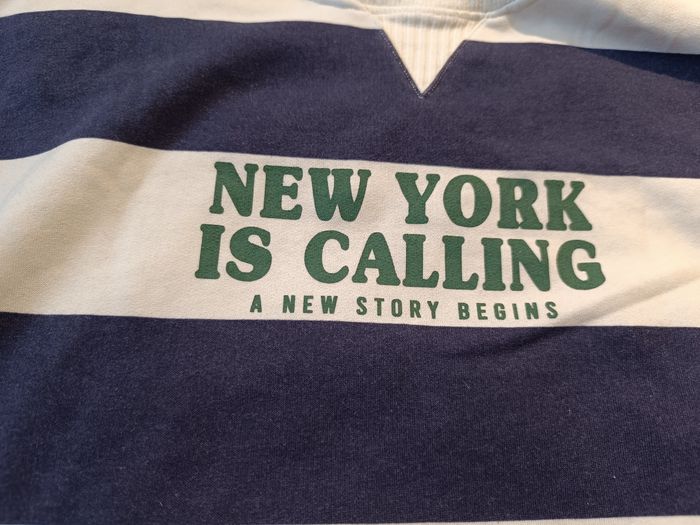 NEW YORK
IS CALLING
A NEW STORY BEGINS